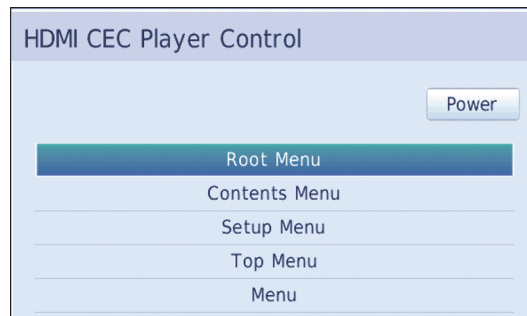 HDMI CEC Player Control
Power
Root Menu
Contents Menu
Setup Menu
Top Menu
Menu